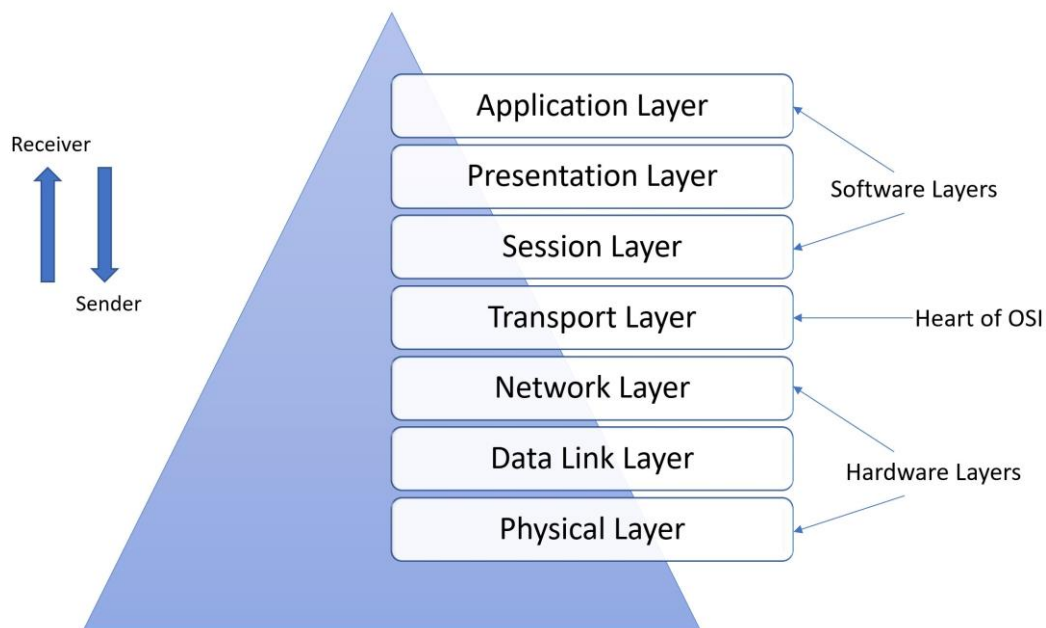 Application Layer
Receiver
Presentation Layer
Software Layers
Session Layer
Sender
Transport Layer
Heart of OSI
Network Layer
Data Link Layer
Hardware Layers
Physical Layer